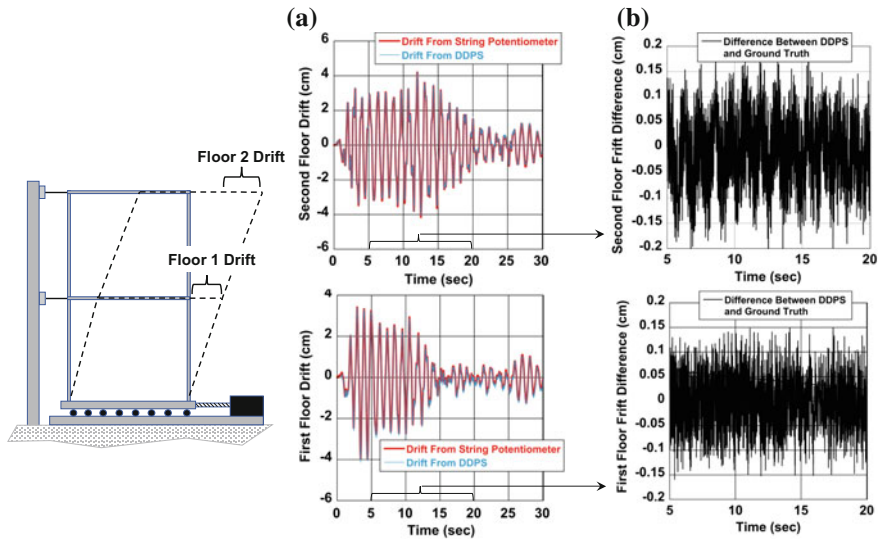 (a)
(b)
Floor 2 Drift
Floor 1 Drift
6
4
2
0
-2
-4
-6
Second Floor Drift (cm)
Drift From String Potentiometer
Drift From DDPS
0 5 10 15 20 25 30
Time (sec)
0.2
0.15
0.1
0.05
0
-0.05
-0.1
-0.15
-0.2
Second Floor Frift Difference (cm)
Difference Between DDPS
and Ground Truth
5 10 15 20
Time (sec)
4
2
0
-2
-4
-6
First Floor Drift (cm)
Drift From String Potentiometer
Drift From DDPS
0 5 10 15 20 25 30
Time (sec)
0.2
0.15
0.1
0.05
0
-0.05
-0.1
-0.15
-0.2
First Floor Frift Difference (cm)
Difference Between DDPS
and Ground Truth
5 10 15 20
Time (sec)